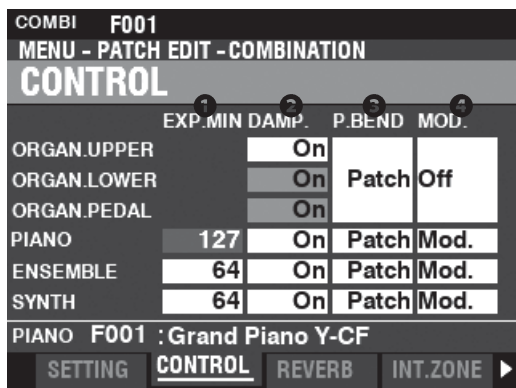 COMBI F001
MENU - PATCH EDIT - COMBINATION
CONTROL
1 2 3 4
EXP.MIN DAMP. P.BEND MOD.
ORGAN.UPPER On
ORGAN.LOWER On Patch Off
ORGAN.PEDAL On
PIANO 127 On Patch Mod.
ENSEMBLE 64 On Patch Mod.
SYNTH 64 On Patch Mod.
PIANO F001 :Grand Piano Y-CF
SETTING CONTROL REVERB INT.ZONE